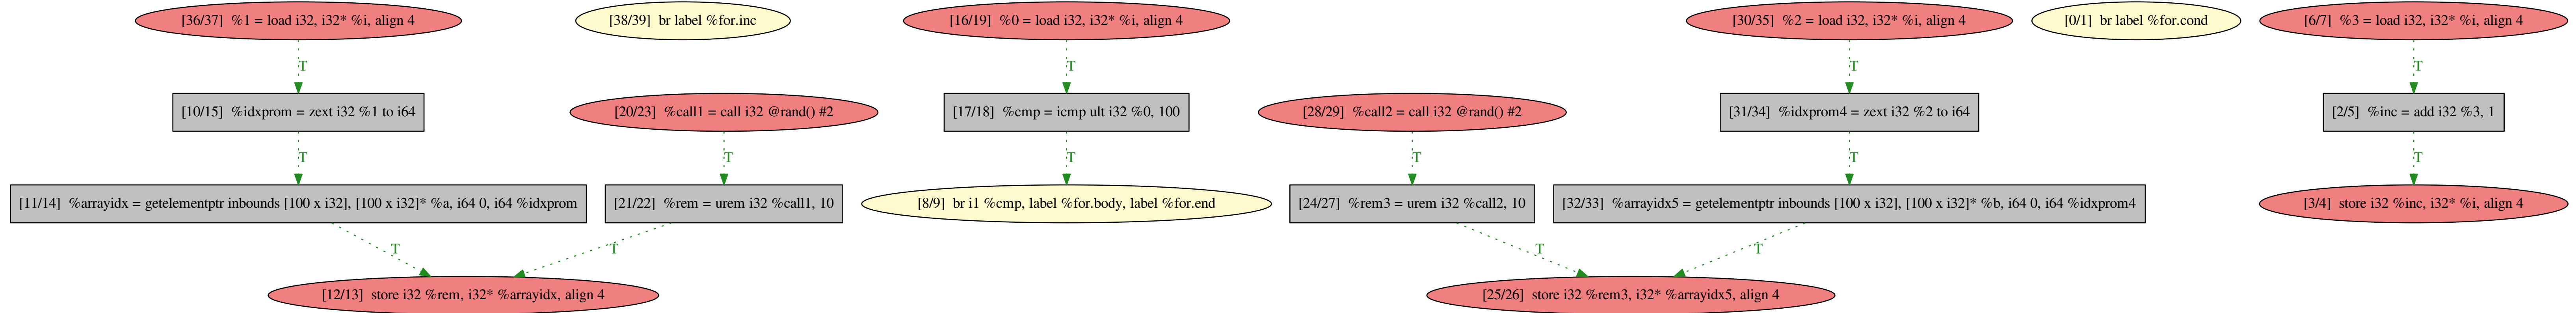 [36/37] %1 = load i32, i32* %i, align 4
[38/39] br label %for.inc
[16/19] %0 = load i32, i32* %i, align 4
[30/35] %2 = load i32, i32* %i, align 4
[0/1] br label %for.cond
[6/7] %3 = load i32, i32* %i, align 4
T
T
T
T
[10/15] %idxprom = zext i32 %1 to i64
[20/23] %call1 = call i32 @rand() #2
[17/18] %cmp = icmp ult i32 %0, 100
[28/29] %call2 = call i32 @rand() #2
[31/34] %idxprom4 = zext i32 %2 to i64
[2/5] %inc = add i32 %3, 1
T
T
T
T
T
T
[11/14] %arrayidx = getelementptr inbounds [100 x i32], [100 x i32]* %a, i64 0, i64 %idxprom
[21/22] %rem = urem i32 %call1, 10
[8/9] br i1 %cmp, label %for.body, label %for.end
[24/27] %rem3 = urem i32 %call2, 10
[32/33] %arrayidx5 = getelementptr inbounds [100 x i32], [100 x i32]* %b, i64 0, i64 %idxprom4
[3/4] store i32 %inc, i32* %i, align 4
T
T
T
T
[12/13] store i32 %rem, i32* %arrayidx, align 4
[25/26] store i32 %rem3, i32* %arrayidx5, align 4